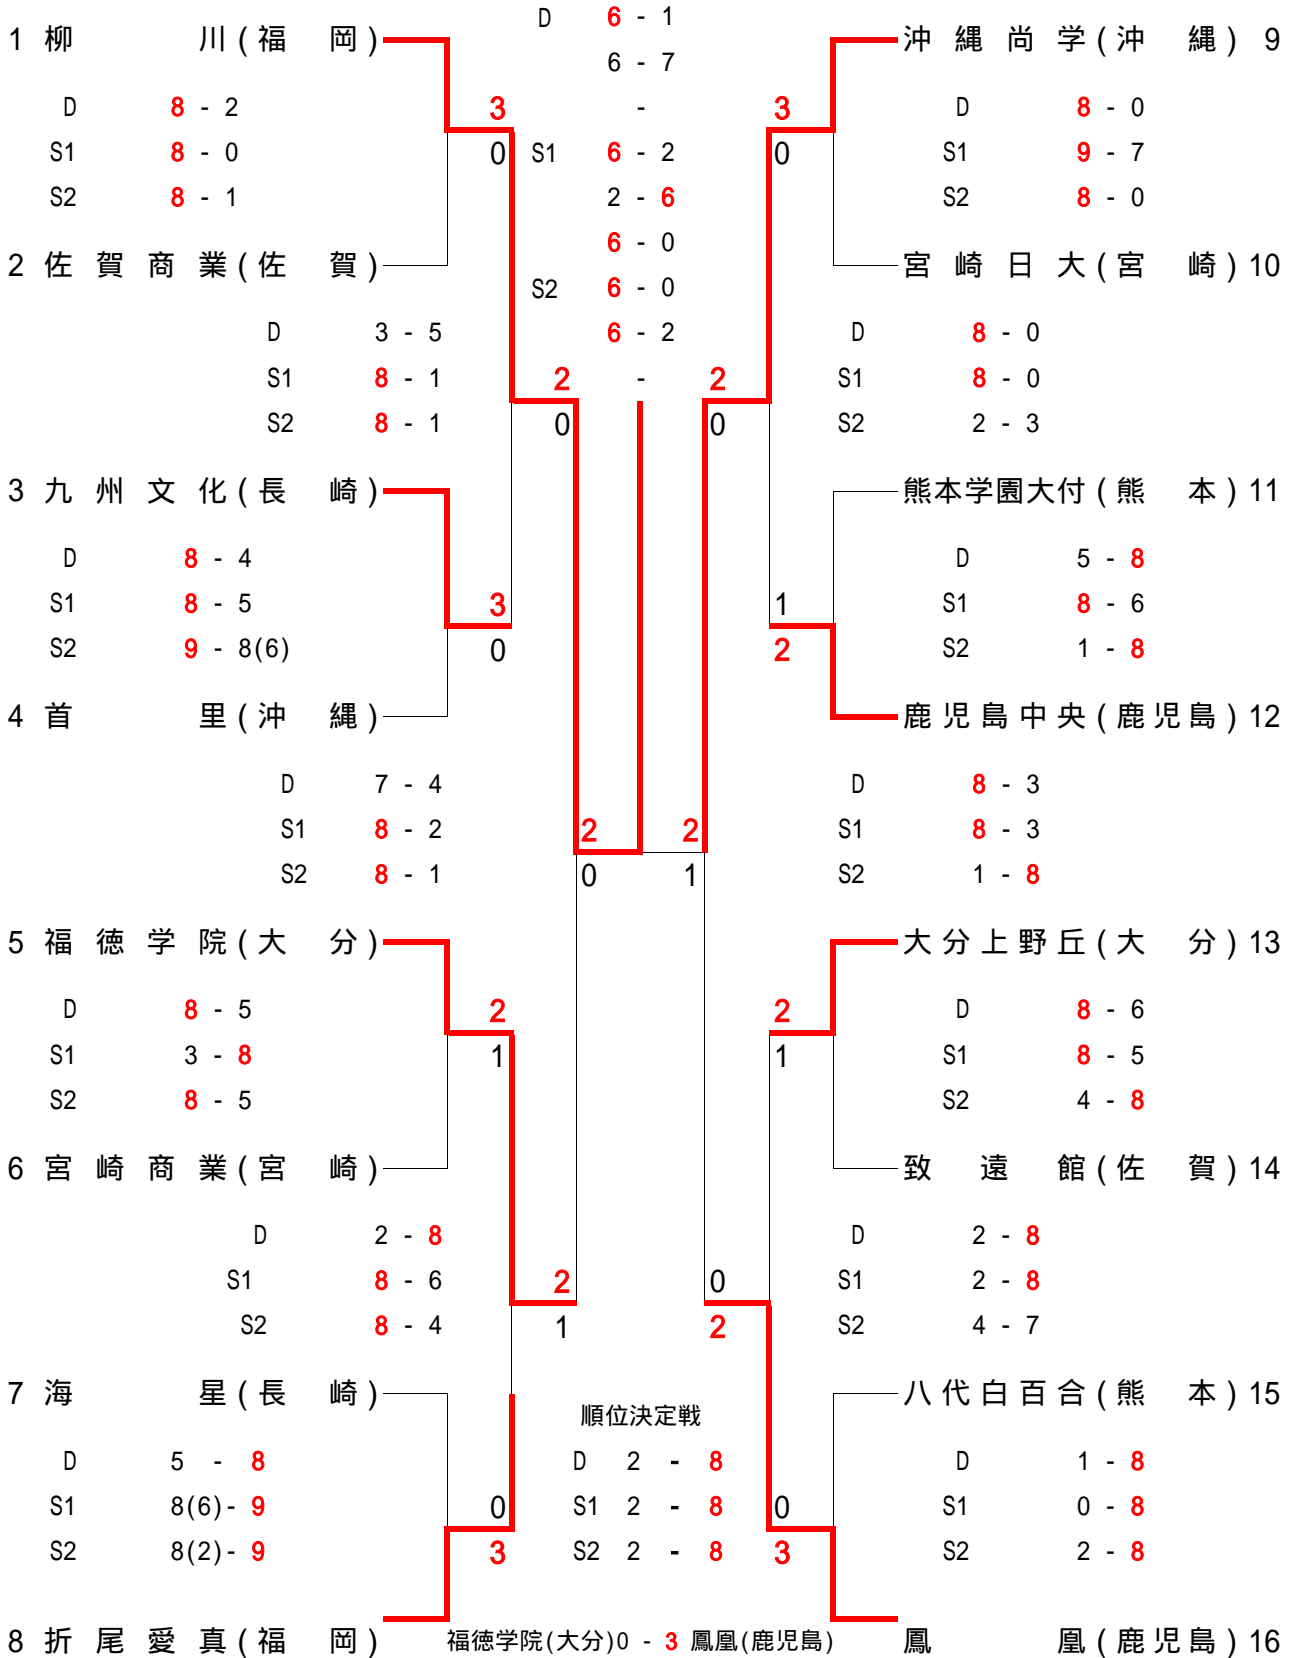 D 6 - 1
1 柳川(福岡) 沖縄尚学(沖縄) 9
6 - 7
D 8 - 2 3 - 3 D 8 - 0
S1 8 - 0 0 S1 6 - 2 0 S1 9 - 7
S2 8 - 1 2 - 6 S2 8 - 0
6 - 0
2 佐賀商業(佐賀) 宮崎日大(宮崎) 10
S2 6 - 0
D 3 - 5 6 - 2 D 8 - 0
S1 8 - 1 2 - 2 S1 8 - 0
S2 8 - 1 0 0 S2 2 - 3
3 九州文化(長崎) 熊本学園大付(熊本) 11
D 8 - 4 D 5 - 8
S1 8 - 5 3 1 S1 8 - 6
S2 9 - 8(6) 0 2 S2 1 - 8
4 首里(沖縄) 鹿児島中央(鹿児島) 12
D 7 - 4 D 8 - 3
S1 8 - 2 2 2 S1 8 - 3
S2 8 - 1 0 1 S2 1 - 8
5 福徳学院(大分) 大分上野丘(大分) 13
D 8 - 5 2 2 D 8 - 6
S1 3 - 8 1 1 S1 8 - 5
S2 8 - 5 S2 4 - 8
6 宮崎商業(宮崎) 致遠館(佐賀) 14
D 2 - 8 D 2 - 8
S1 8 - 6 2 0 S1 2 - 8
S2 8 - 4 1 2 S2 4 - 7
7 海星(長崎) 八代白百合(熊本) 15
順位決定戦
D 5 - 8 D 2 - 8 D 1 - 8
S1 8(6)- 9 0 S1 2 - 8 0 S1 0 - 8
S2 8(2)- 9 3 S2 2 - 8 3 S2 2 - 8
8 折尾愛真(福岡) 福徳学院(大分)0 - 3 鳳凰(鹿児島) 鳳凰(鹿児島) 16